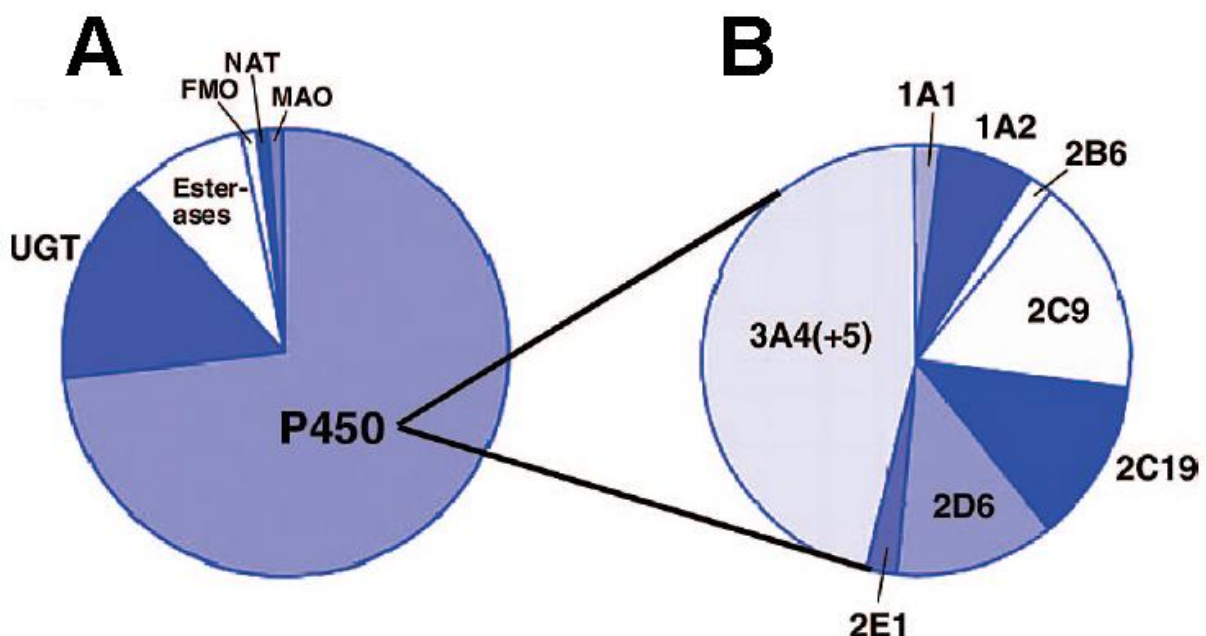 A
B
NAT
FMO
MAO
Ester-
ases
UGT
P450
1A1
1A2
2B6
2C9
3A4(+5)
2C19
2D6
2E1